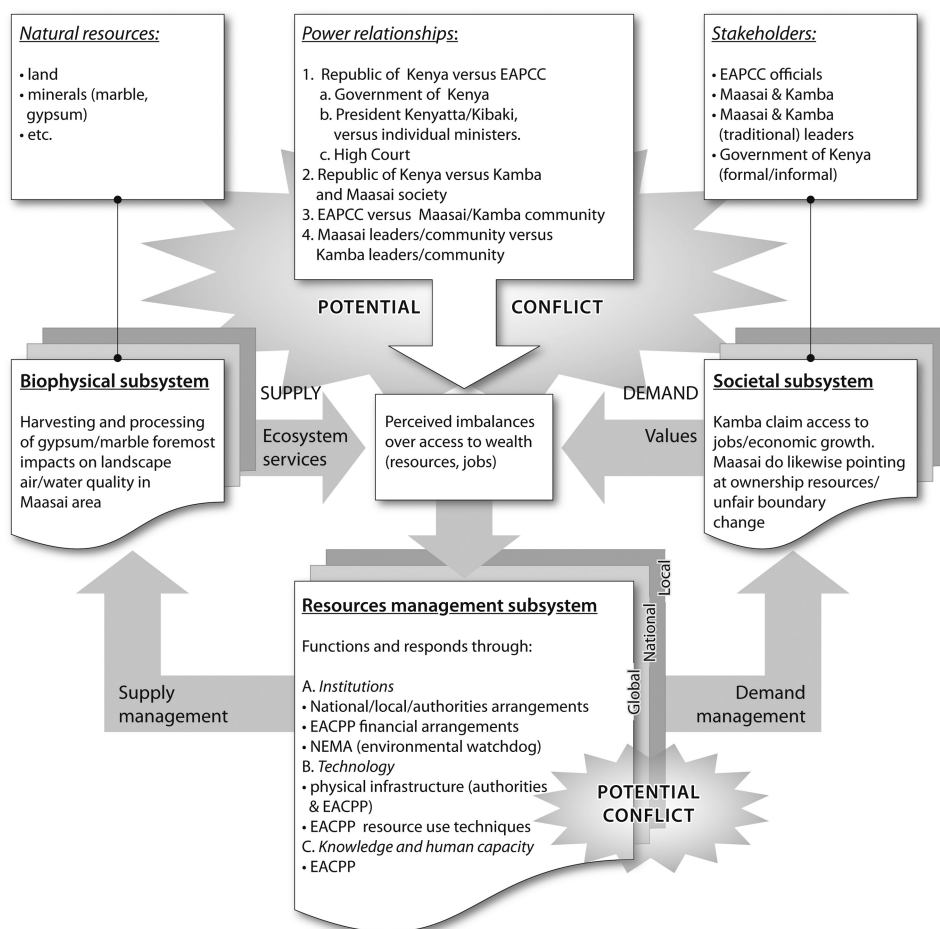 Natural resources:
• land
• minerals (marble,
gypsum)
• etc.
Power relationships:
1. Republic of Kenya versus EAPCC
a. Government of Kenya
b. President Kenyatta/Kibaki,
versus individual ministers.
c. High Court
2. Republic of Kenya versus Kamba
and Maasai society
3. EAPCC versus Maasai/Kamba community
4. Maasai leaders/community versus
Kamba leaders/community
Stakeholders:
• EAPCC officials
• Maasai & Kamba
• Maasai & Kamba
(traditional) leaders
• Government of Kenya
(formal/informal)
POTENTIAL CONFLICT
Biophysical subsystem
Harvesting and processing
of gypsum/marble foremost
impacts on landscape
air/water quality in
Maasai area
SUPPLY
Ecosystem
services
Perceived imbalances
over access to wealth
(resources, jobs)
DEMAND
Values
Societal subsystem
Kamba claim access to
jobs/economic growth.
Maasai do likewise pointing
at ownership resources/
unfair boundary
change
Supply
management
Resources management subsystem
Functions and responds through:
A. Institutions
• National/local/authorities arrangements
• EACPP financial arrangements
• NEMA (environmental watchdog)
B. Technology
• physical infrastructure (authorities
& EACPP)
• EACPP resource use techniques
C. Knowledge and human capacity
• EACPP
Global
National
Local
Demand
management
POTENTIAL
CONFLICT